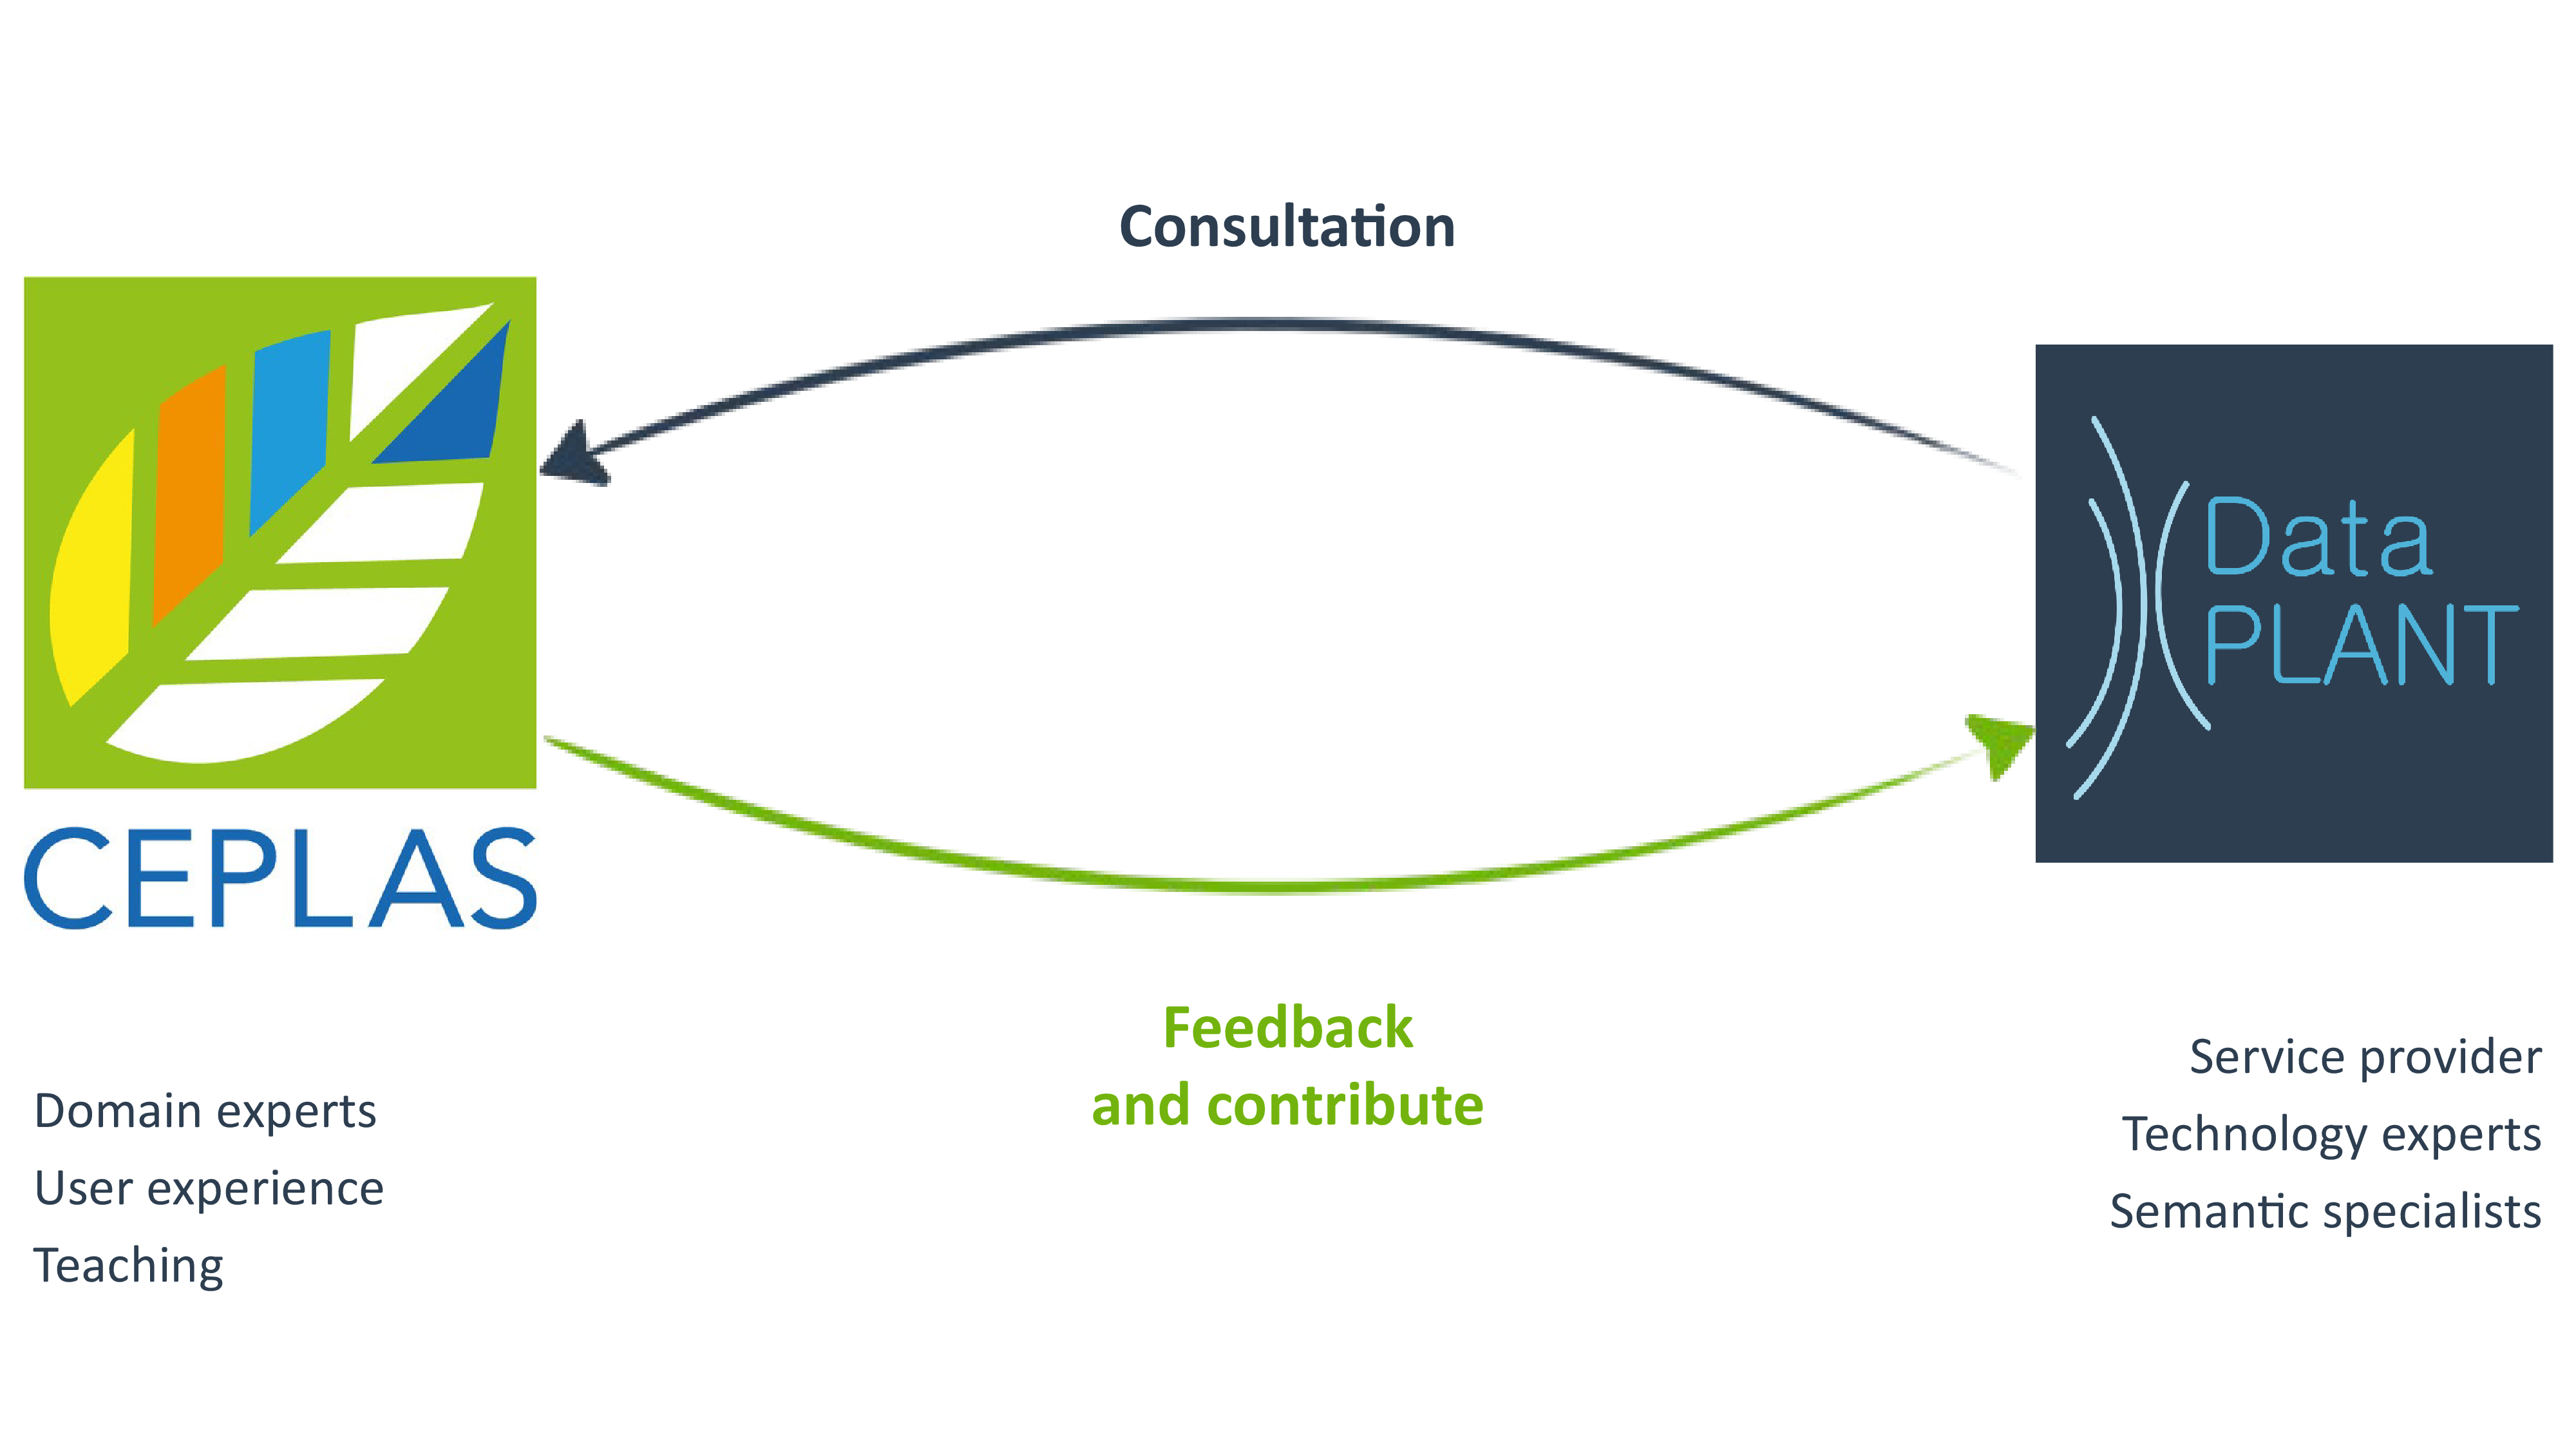 Consultation
Data
PLANT
CEPLAS
Feedback
and contribute
Domain experts
User experience
Teaching
Service provider
Technology experts
Semantic specialists